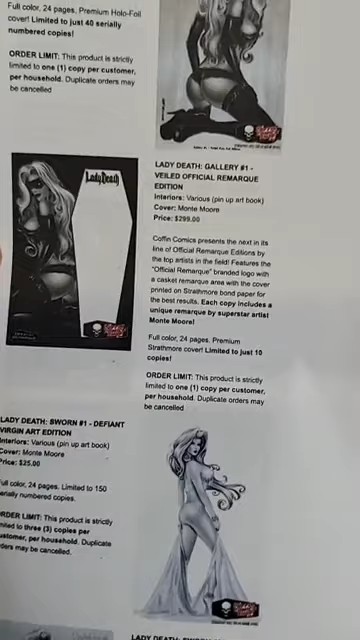 Full color, 24 pages, Premium Holo-Foil
cover! Limited to just 40 serially
numbered copies!
ORDER LIMIT: This product is strictly
limited to one (1) copy per customer,
per household. Duplicate orders may
be cancelled
LADY DEATH: GALLERY #1 -
VEILED OFFICIAL REMARQUE
EDITION
Interiors: Various (pin up art book)
Cover: Monte Moore
Price: $299.00
Coffin Comics presents the next in its
line of Official Remarque Editions by
the top artists in the field! Features the
"Official Remarque" branded logo with
a casket remarque area with the cover
printed on Strathmore bond paper for
the best results. Each copy includes a
unique remarque by superstar artist
Monte Moore!
Full color, 24 pages, Premium
Strathmore cover! Limited to just 10
copies!
ORDER LIMIT: This product is strictly
limited to one (1) copy per customer,
per household. Duplicate orders may
be cancelled
Lady Death
LADY DEATH: SWORN #1 - DEFIANT
VIRGIN ART EDITION
Interiors: Various (pin up art book)
Cover: Monte Moore
Price: $25.00
ull color, 24 pages. Limited to 150
erially numbered copies.
RDER LIMIT: This product is strictly
mited to three (3) copies per
ustomer, per household. Duplicate
ders may be cancelled.